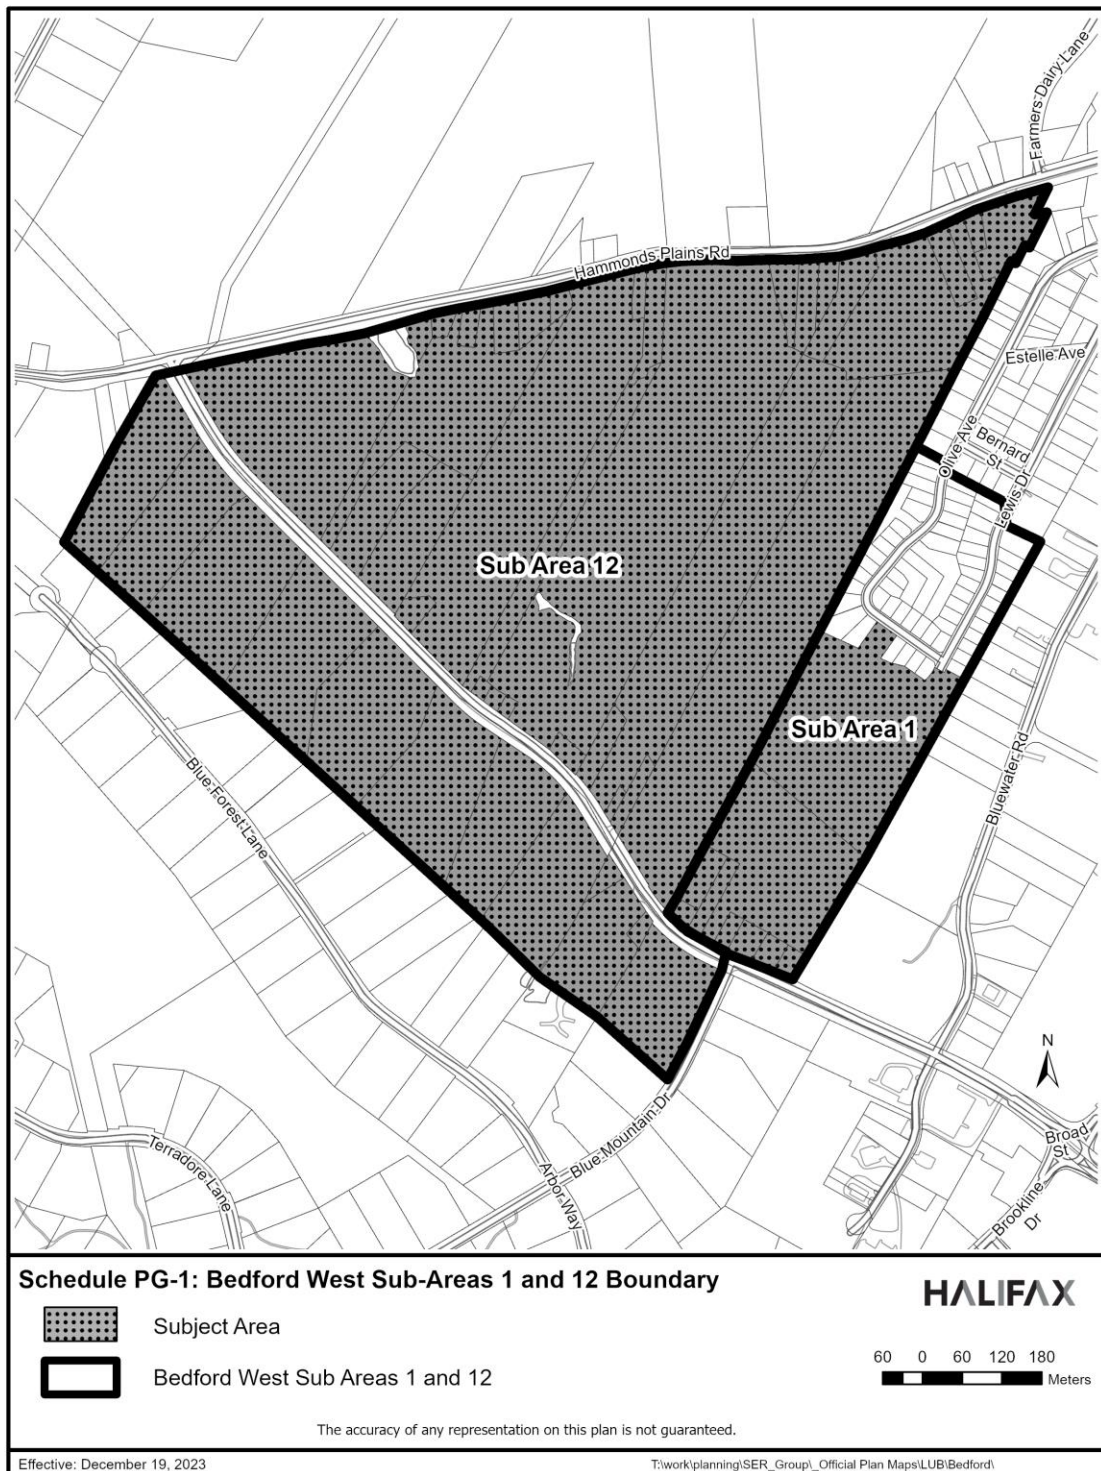 Farmers Dairy Lane
Hammonds Plains Rd
Estelle Ave
Olive Ave
Bernard
St
Lewis Dr
Sub Area 12
Sub Area 1
Bluewater Rd
Blue Forest Lane
N
Blue Mountain Dr
Broad
St
Terradore Lane
Arbor Way
Brookline
Dr
Schedule PG-1: Bedford West Sub-Areas 1 and 12 Boundary
HALIFAX
Subject Area
Bedford West Sub Areas 1 and 12
60 0 60 120 180
Meters
The accuracy of any representation on this plan is not guaranteed.
Effective: December 19, 2023
T:\work\planning\SER_Group\_Official Plan Maps\LUB\Bedford\